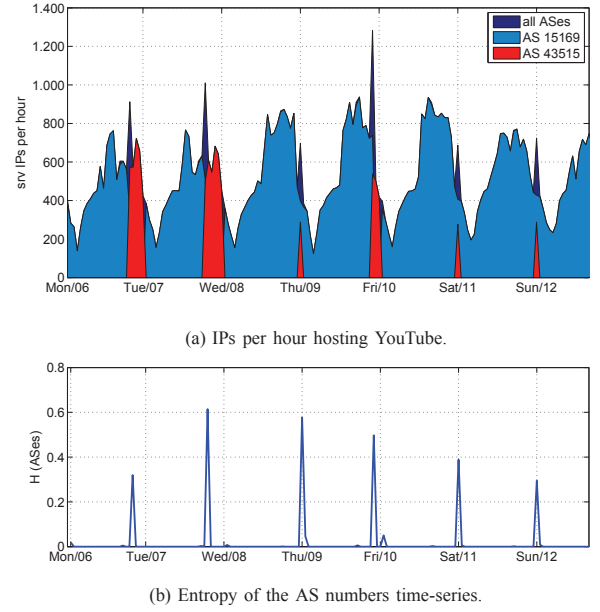 1.400
1.200
1.000
800
600
400
200
0
srv IPs per hour
all ASes
AS 15169
AS 43515
Mon/06 Tue/07 Wed/08 Thu/09 Fri/10 Sat/11 Sun/12
(a) IPs per hour hosting YouTube.
0.8
0.6
0.4
0.2
0
H (ASes)
Mon/06 Tue/07 Wed/08 Thu/09 Fri/10 Sat/11 Sun/12
(b) Entropy of the AS numbers time-series.